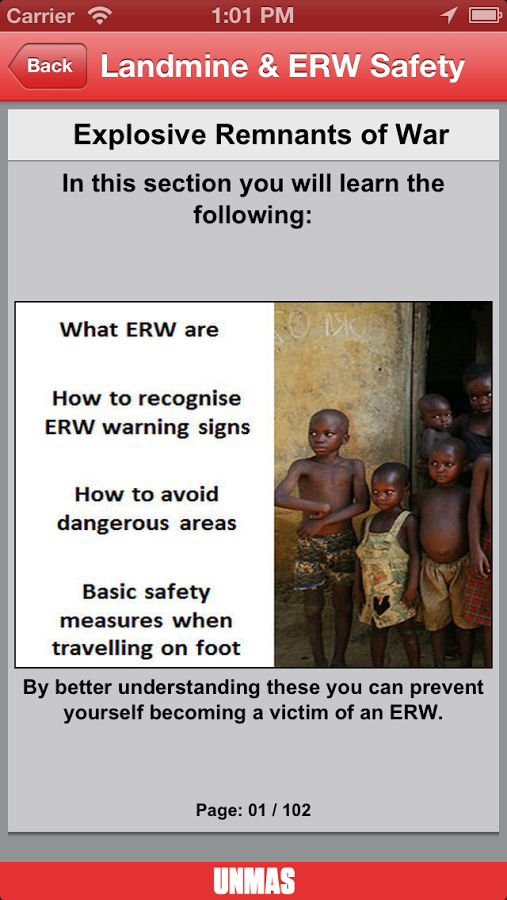 Carrier 1:01 PM
Back Landmine & ERW Safety
Explosive Remnants of War
In this section you will learn the
following:
What ERW are
How to recognise
ERW warning signs
How to avoid
dangerous areas
Basic safety
measures when
travelling on foot
By better understanding these you can prevent
yourself becoming a victim of an ERW.
Page: 01 / 102
UNMAS